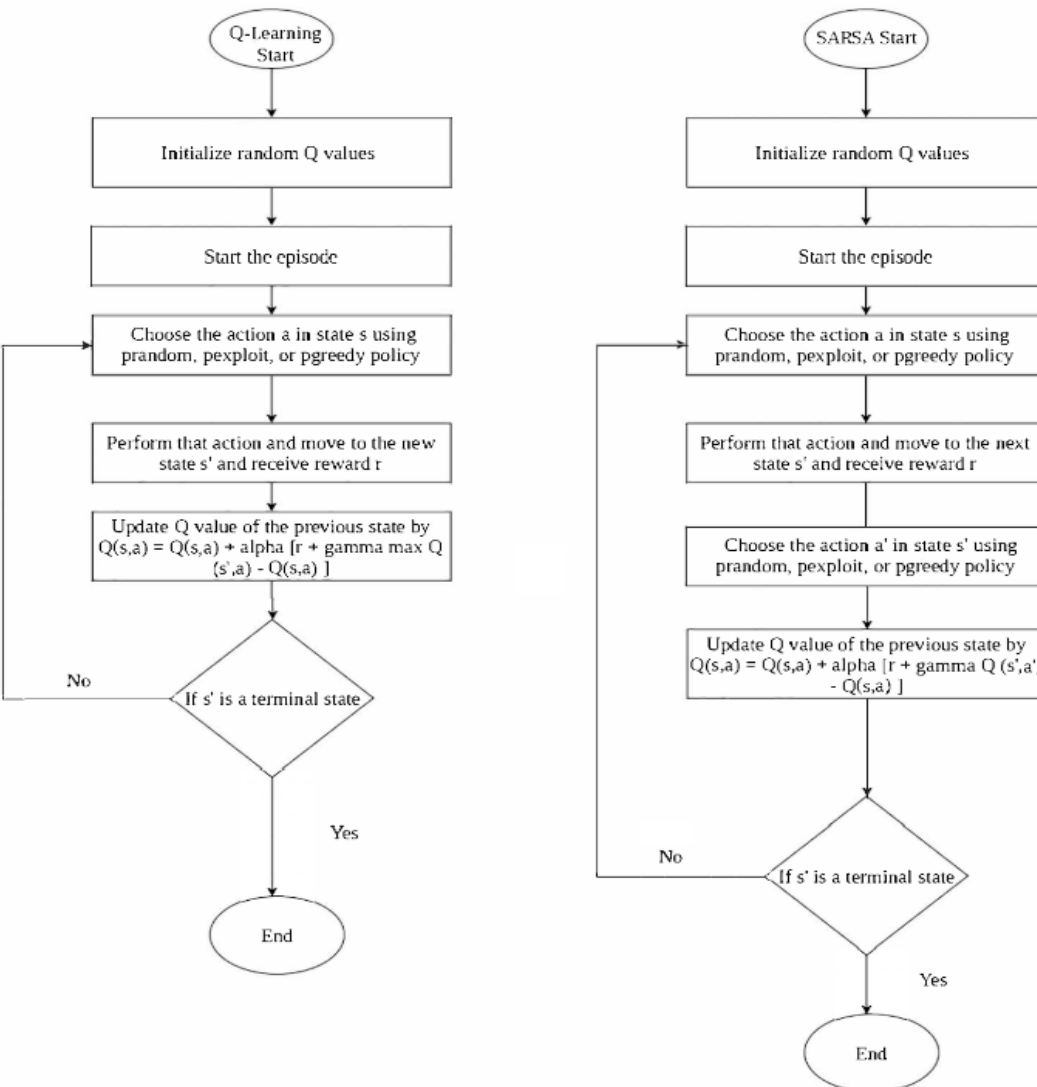 Q-Learning
Start
Initialize random Q values
Start the episode
Choose the action a in state s using
prandom, pexploit, or pgreedy policy
Perform that action and move to the new
state s' and receive reward r
Update Q value of the previous state by
Q(s,a) = Q(s,a) + alpha [r + gamma max Q
(s',a) - Q(s,a) ]
If s' is a terminal state
No
Yes
End
SARSA Start
Initialize random Q values
Start the episode
Choose the action a in state s using
prandom, pexploit, or pgreedy policy
Perform that action and move to the next
state s' and receive reward r
Choose the action a' in state s' using
prandom, pexploit, or pgreedy policy
Update Q value of the previous state by
Q(s,a) = Q(s,a) + alpha [r + gamma Q (s',a'
- Q(s,a) ]
If s' is a terminal state
No
Yes
End